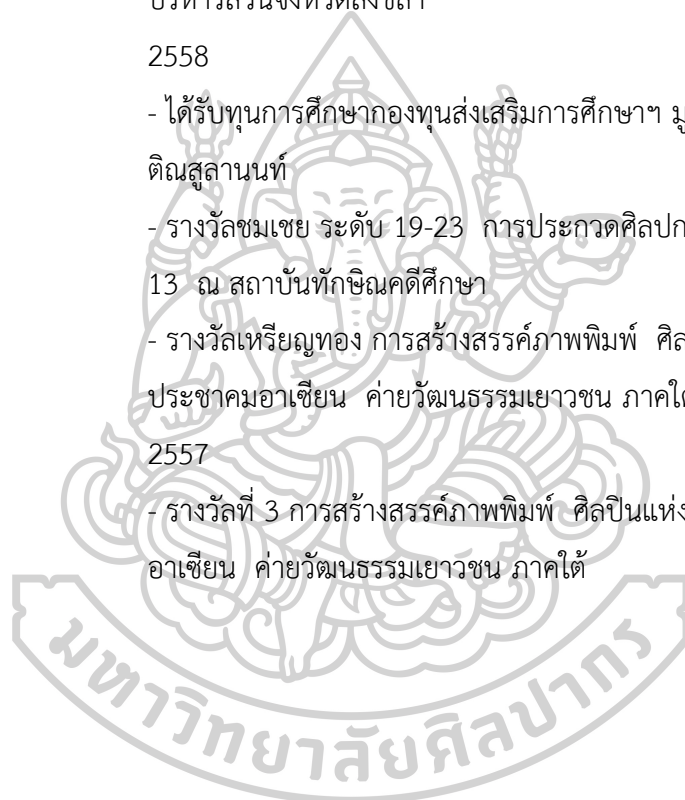 2558
- ได้รับทุนการศึกษากองทุนส่งเสริมการศึกษาฯ
ติณสูลานนท์
- รางวัลชมเชย ระดับ 19-23 การประกวดศิลปก
13 ณ สถาบันทักษิณคดีศึกษา
- รางวัลเหรียญทอง การสร้างสรรค์ภาพพิมพ์ ศิล
ประชาคมอาเซียน ค่ายวัฒนธรรมเยาวชน ภาคใต้
2557
- รางวัลที่ 3 การสร้างสรรค์ภาพพิมพ์ ศิลปินแห่ง
อาเซียน ค่ายวัฒนธรรมเยาวชน ภาคใต้
มหาวิทยาลัยศิลปากร